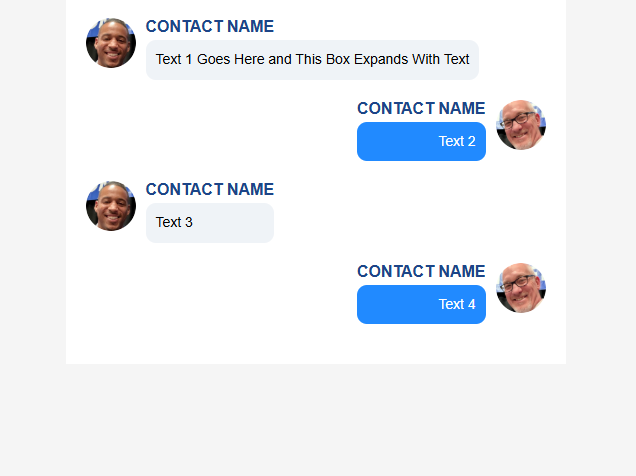 CONTACT NAME
Text 1 Goes Here and This Box Expands With Text
CONTACT NAME
Text 2
CONTACT NAME
Text 3
CONTACT NAME
Text 4